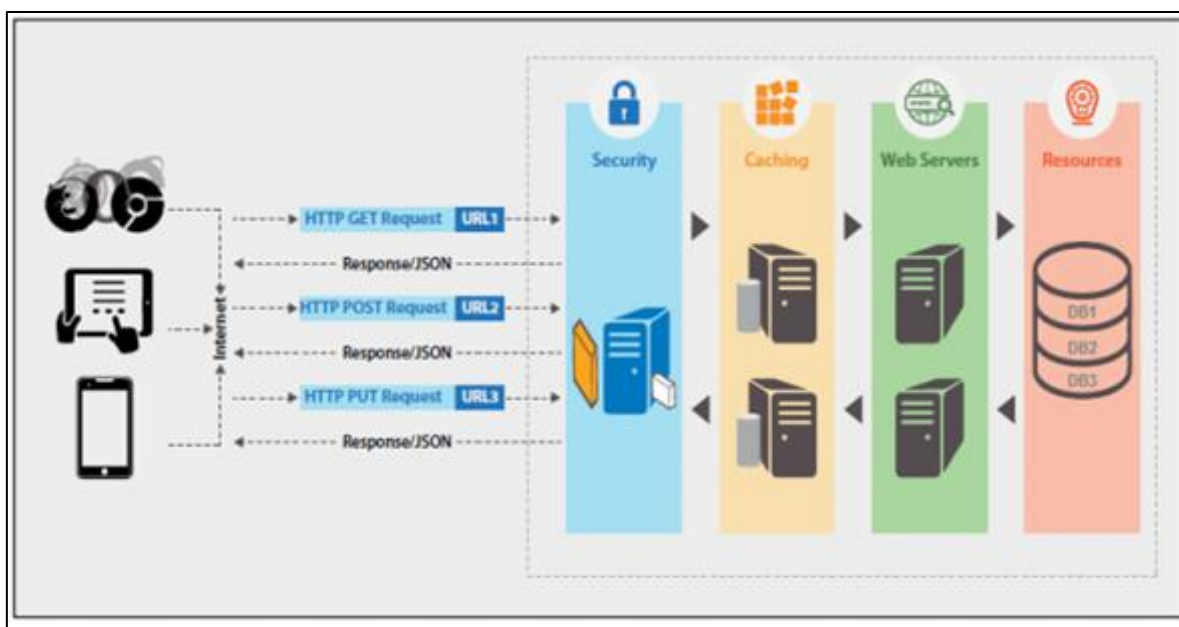 Security
Caching
Web Servers
Resources
www.
Internet
HTTP GET Request URL1
Response/JSON
HTTP POST Request URL2
Response/JSON
HTTP PUT Request URL3
Response/JSON
DB1
DB2
DB3